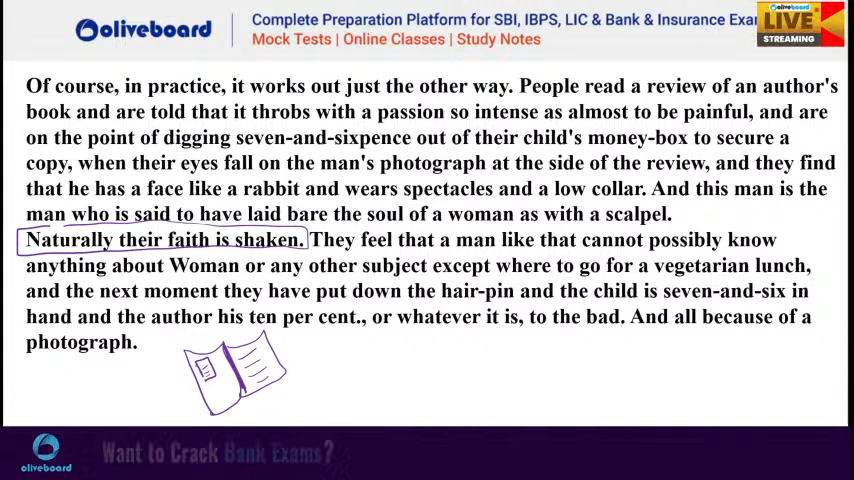 oliveboard
Complete Preparation Platform for SBI, IBPS, LIC & Bank & Insurance Exa
Mock Tests | Online Classes | Study Notes
oliveboard
LIVE
STREAMING
Of course, in practice, it works out just the other way. People read a review of an author's
book and are told that it throbs with a passion so intense as almost to be painful, and are
on the point of digging seven-and-sixpence out of their child's money-box to secure a
copy, when their eyes fall on the man's photograph at the side of the review, and they find
that he has a face like a rabbit and wears spectacles and a low collar. And this man is the
man who is said to have laid bare the soul of a woman as with a scalpel.
Naturally their faith is shaken. They feel that a man like that cannot possibly know
anything about Woman or any other subject except where to go for a vegetarian lunch,
and the next moment they have put down the hair-pin and the child is seven-and-six in
hand and the author his ten per cent., or whatever it is, to the bad. And all because of a
photograph.
oliveboard
Want to Crack Bank Exams?